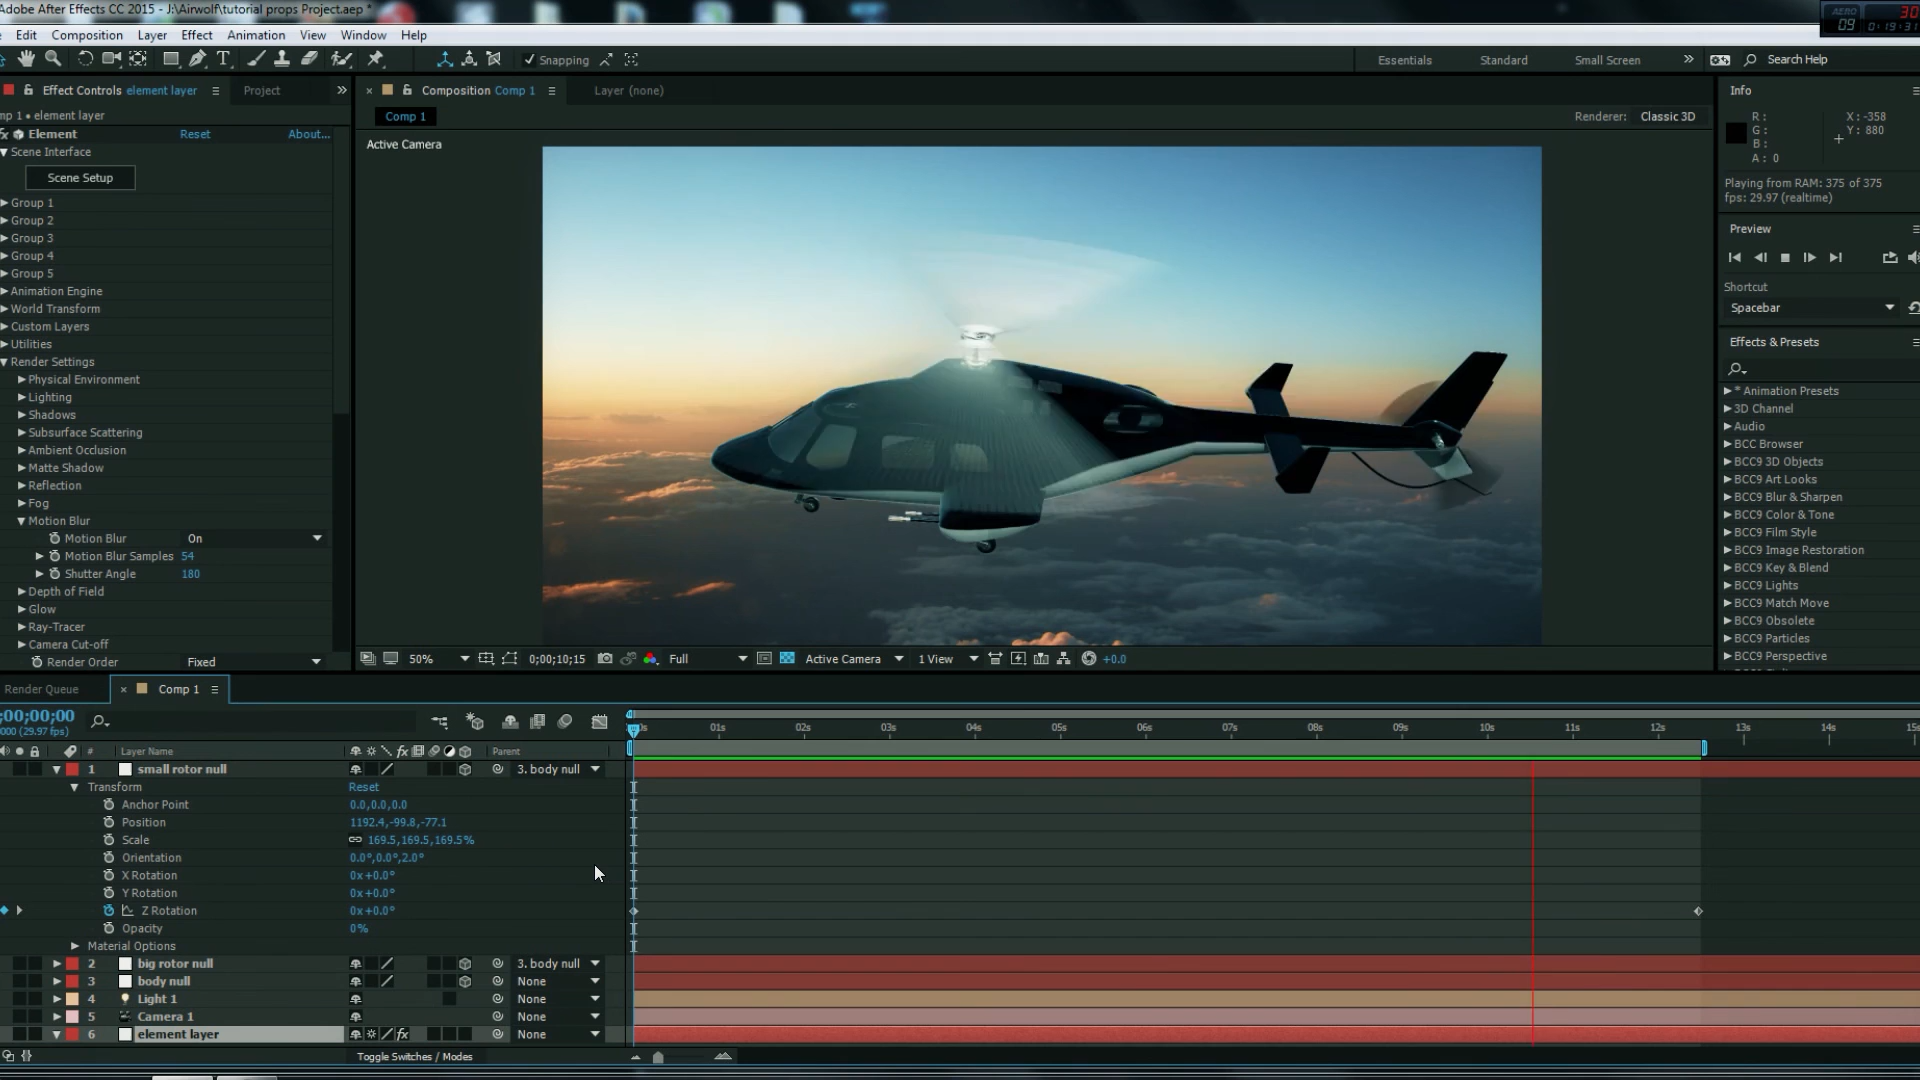 Adobe After Effects CC 2015 - J:\Airwolf\tutorial props Project.aep *
AERO 30
09 0:19:31
Edit Composition Layer Effect Animation View Window Help
Snapping
Essentials Standard Small Screen » Search Help
Effect Controls element layer Project »
mp 1 • element layer
fx Element Reset About...
Scene Interface
Scene Setup
Group 1
Group 2
Group 3
Group 4
Group 5
Animation Engine
World Transform
Custom Layers
Utilities
Render Settings
Physical Environment
Lighting
Shadows
Subsurface Scattering
Ambient Occlusion
Matte Shadow
Reflection
Fog
Motion Blur
Motion Blur On
Motion Blur Samples 54
Shutter Angle 180
Depth of Field
Glow
Ray-Tracer
Camera Cut-off
Render Order Fixed
× Composition Comp 1 Layer (none)
Comp 1 Renderer: Classic 3D
Active Camera
50% 0;00;10;15 Full Active Camera 1 View +0.0
Info
R :
G :
B :
A : 0
X : -358
Y : 880
Playing from RAM: 375 of 375
fps: 29.97 (realtime)
Preview
Shortcut
Spacebar
Effects & Presets
* Animation Presets
3D Channel
Audio
BCC Browser
BCC9 3D Objects
BCC9 Art Looks
BCC9 Blur & Sharpen
BCC9 Color & Tone
BCC9 Film Style
BCC9 Image Restoration
BCC9 Key & Blend
BCC9 Lights
BCC9 Match Move
BCC9 Obsolete
BCC9 Particles
BCC9 Perspective
Render Queue × Comp 1
;00;00;00
000 (29.97 fps)
0s 01s 02s 03s 04s 05s 06s 07s 08s 09s 10s 11s 12s 13s 14s 15s
# Layer Name fx Parent
1 small rotor null 3. body null
Transform Reset
Anchor Point 0.0,0.0,0.0
Position 1192.4,-99.8,-77.1
Scale 169.5,169.5,169.5%
Orientation 0.0°,0.0°,2.0°
X Rotation 0x+0.0°
Y Rotation 0x+0.0°
Z Rotation 0x+0.0°
Opacity 0%
Material Options
2 big rotor null 3. body null
3 body null None
4 Light 1 None
5 Camera 1 None
6 element layer fx None
Toggle Switches / Modes